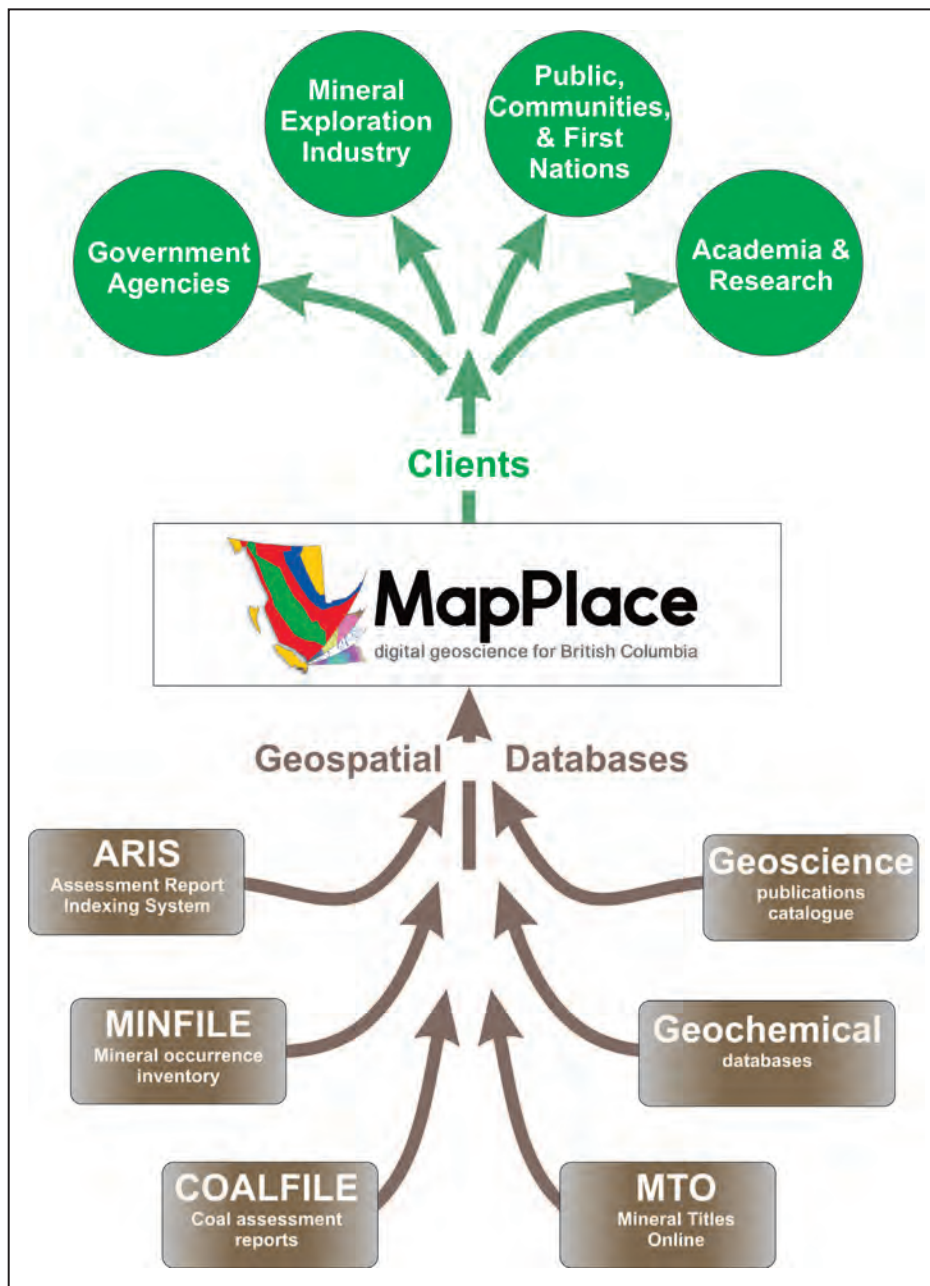 Mineral
Exploration
Industry
Public,
Communities,
& First
Nations
Government
Agencies
Academia &
Research
Clients
MapPlace
digital geoscience for British Columbia
Geospatial Databases
ARIS
Assessment Report
Indexing System
Geoscience
publications
catalogue
MINFILE
Mineral occurrence
inventory
Geochemical
databases
COALFILE
Coal assessment
reports
MTO
Mineral Titles
Online